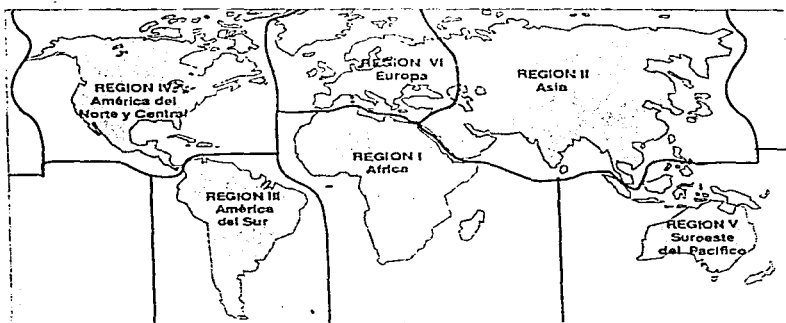 REGION IV
América del
Norte y Central
REGION VI
Europa
REGION II
Asia
REGION I
Africa
REGION III
América
del Sur
REGION V
Suroeste
del Pacífico